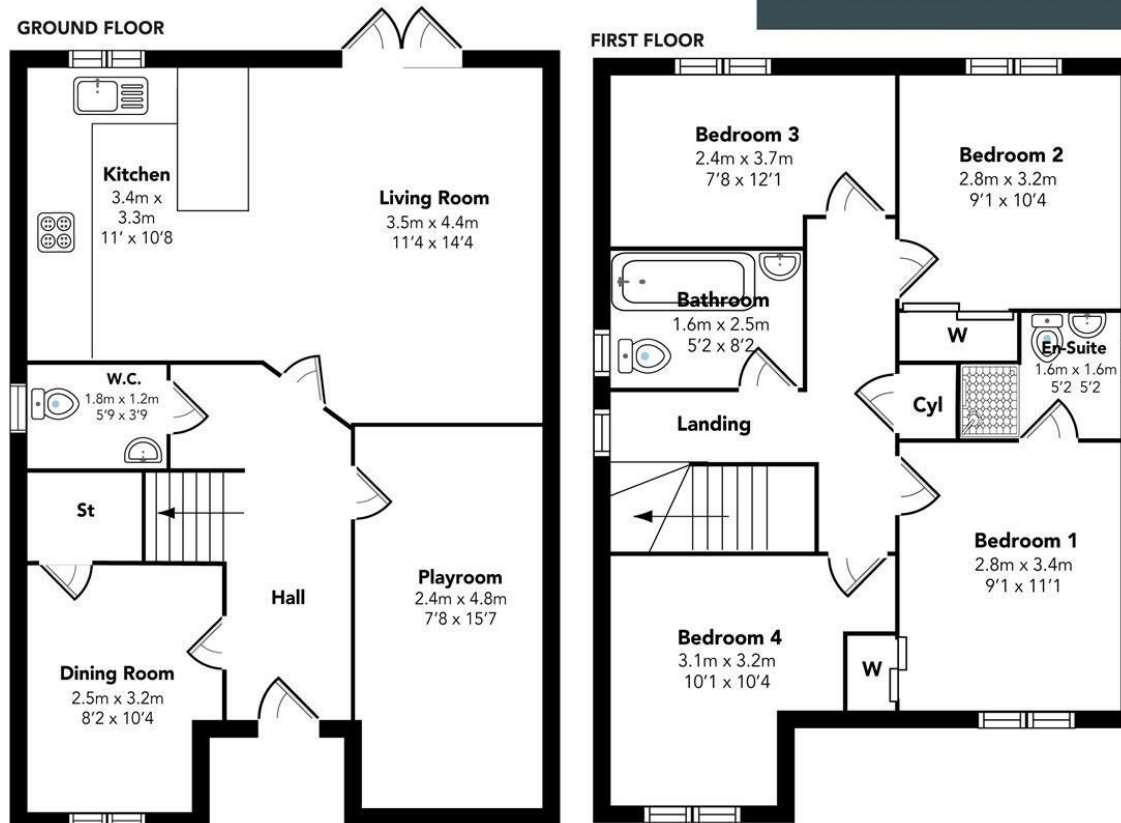 GROUND FLOOR
Kitchen
3.4m x
3.3m
11' x 10'8
Living Room
3.5m x 4.4m
11'4 x 14'4
W.C.
1.8m x 1.2m
5'9 x 3'9
St
Hall
Playroom
2.4m x 4.8m
7'8 x 15'7
Dining Room
2.5m x 3.2m
8'2 x 10'4
FIRST FLOOR
Bedroom 3
2.4m x 3.7m
7'8 x 12'1
Bedroom 2
2.8m x 3.2m
9'1 x 10'4
Bathroom
1.6m x 2.5m
5'2 x 8'2
W
En-Suite
1.6m x 1.6m
5'2 5'2
Cyl
Landing
Bedroom 1
2.8m x 3.4m
9'1 x 11'1
Bedroom 4
3.1m x 3.2m
10'1 x 10'4
W